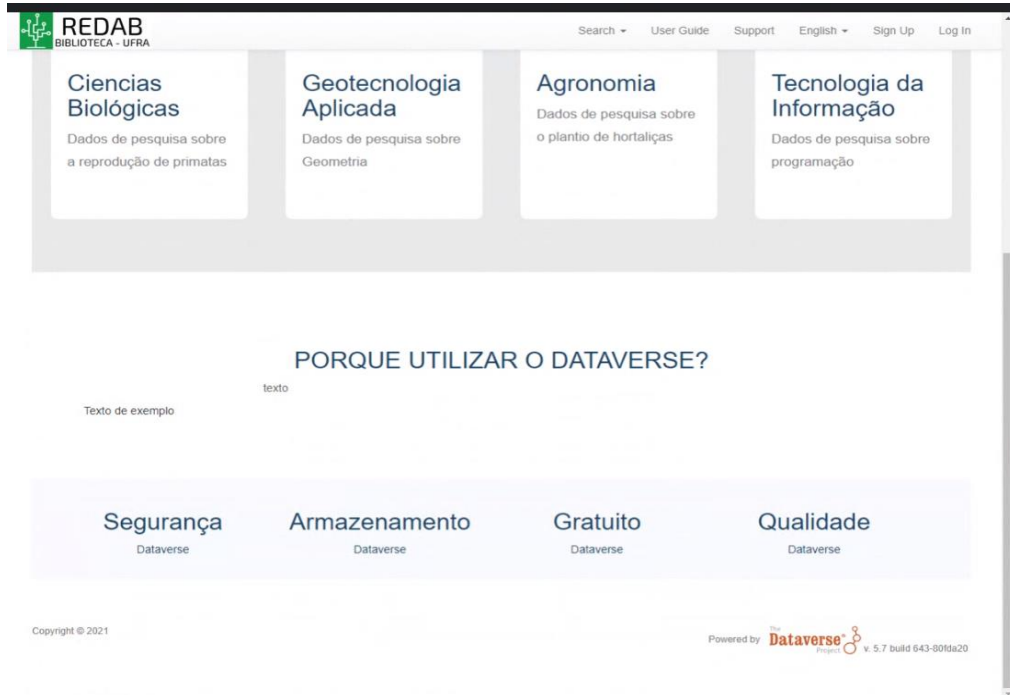 REDAB
BIBLIOTECA - UFRA
Search User Guide Support English Sign Up Log In
Ciencias
Biológicas
Dados de pesquisa sobre
a reprodução de primatas
Geotecnologia
Aplicada
Dados de pesquisa sobre
Geometria
Agronomia
Dados de pesquisa sobre
o plantio de hortaliças
Tecnologia da
Informação
Dados de pesquisa sobre
programação
PORQUE UTILIZAR O DATAVERSE?
texto
Texto de exemplo
Segurança
Dataverse
Armazenamento
Dataverse
Gratuito
Dataverse
Qualidade
Dataverse
Copyright © 2021
Powered by
The
Dataverse®
Project
v. 5.7 build 643-80fda20